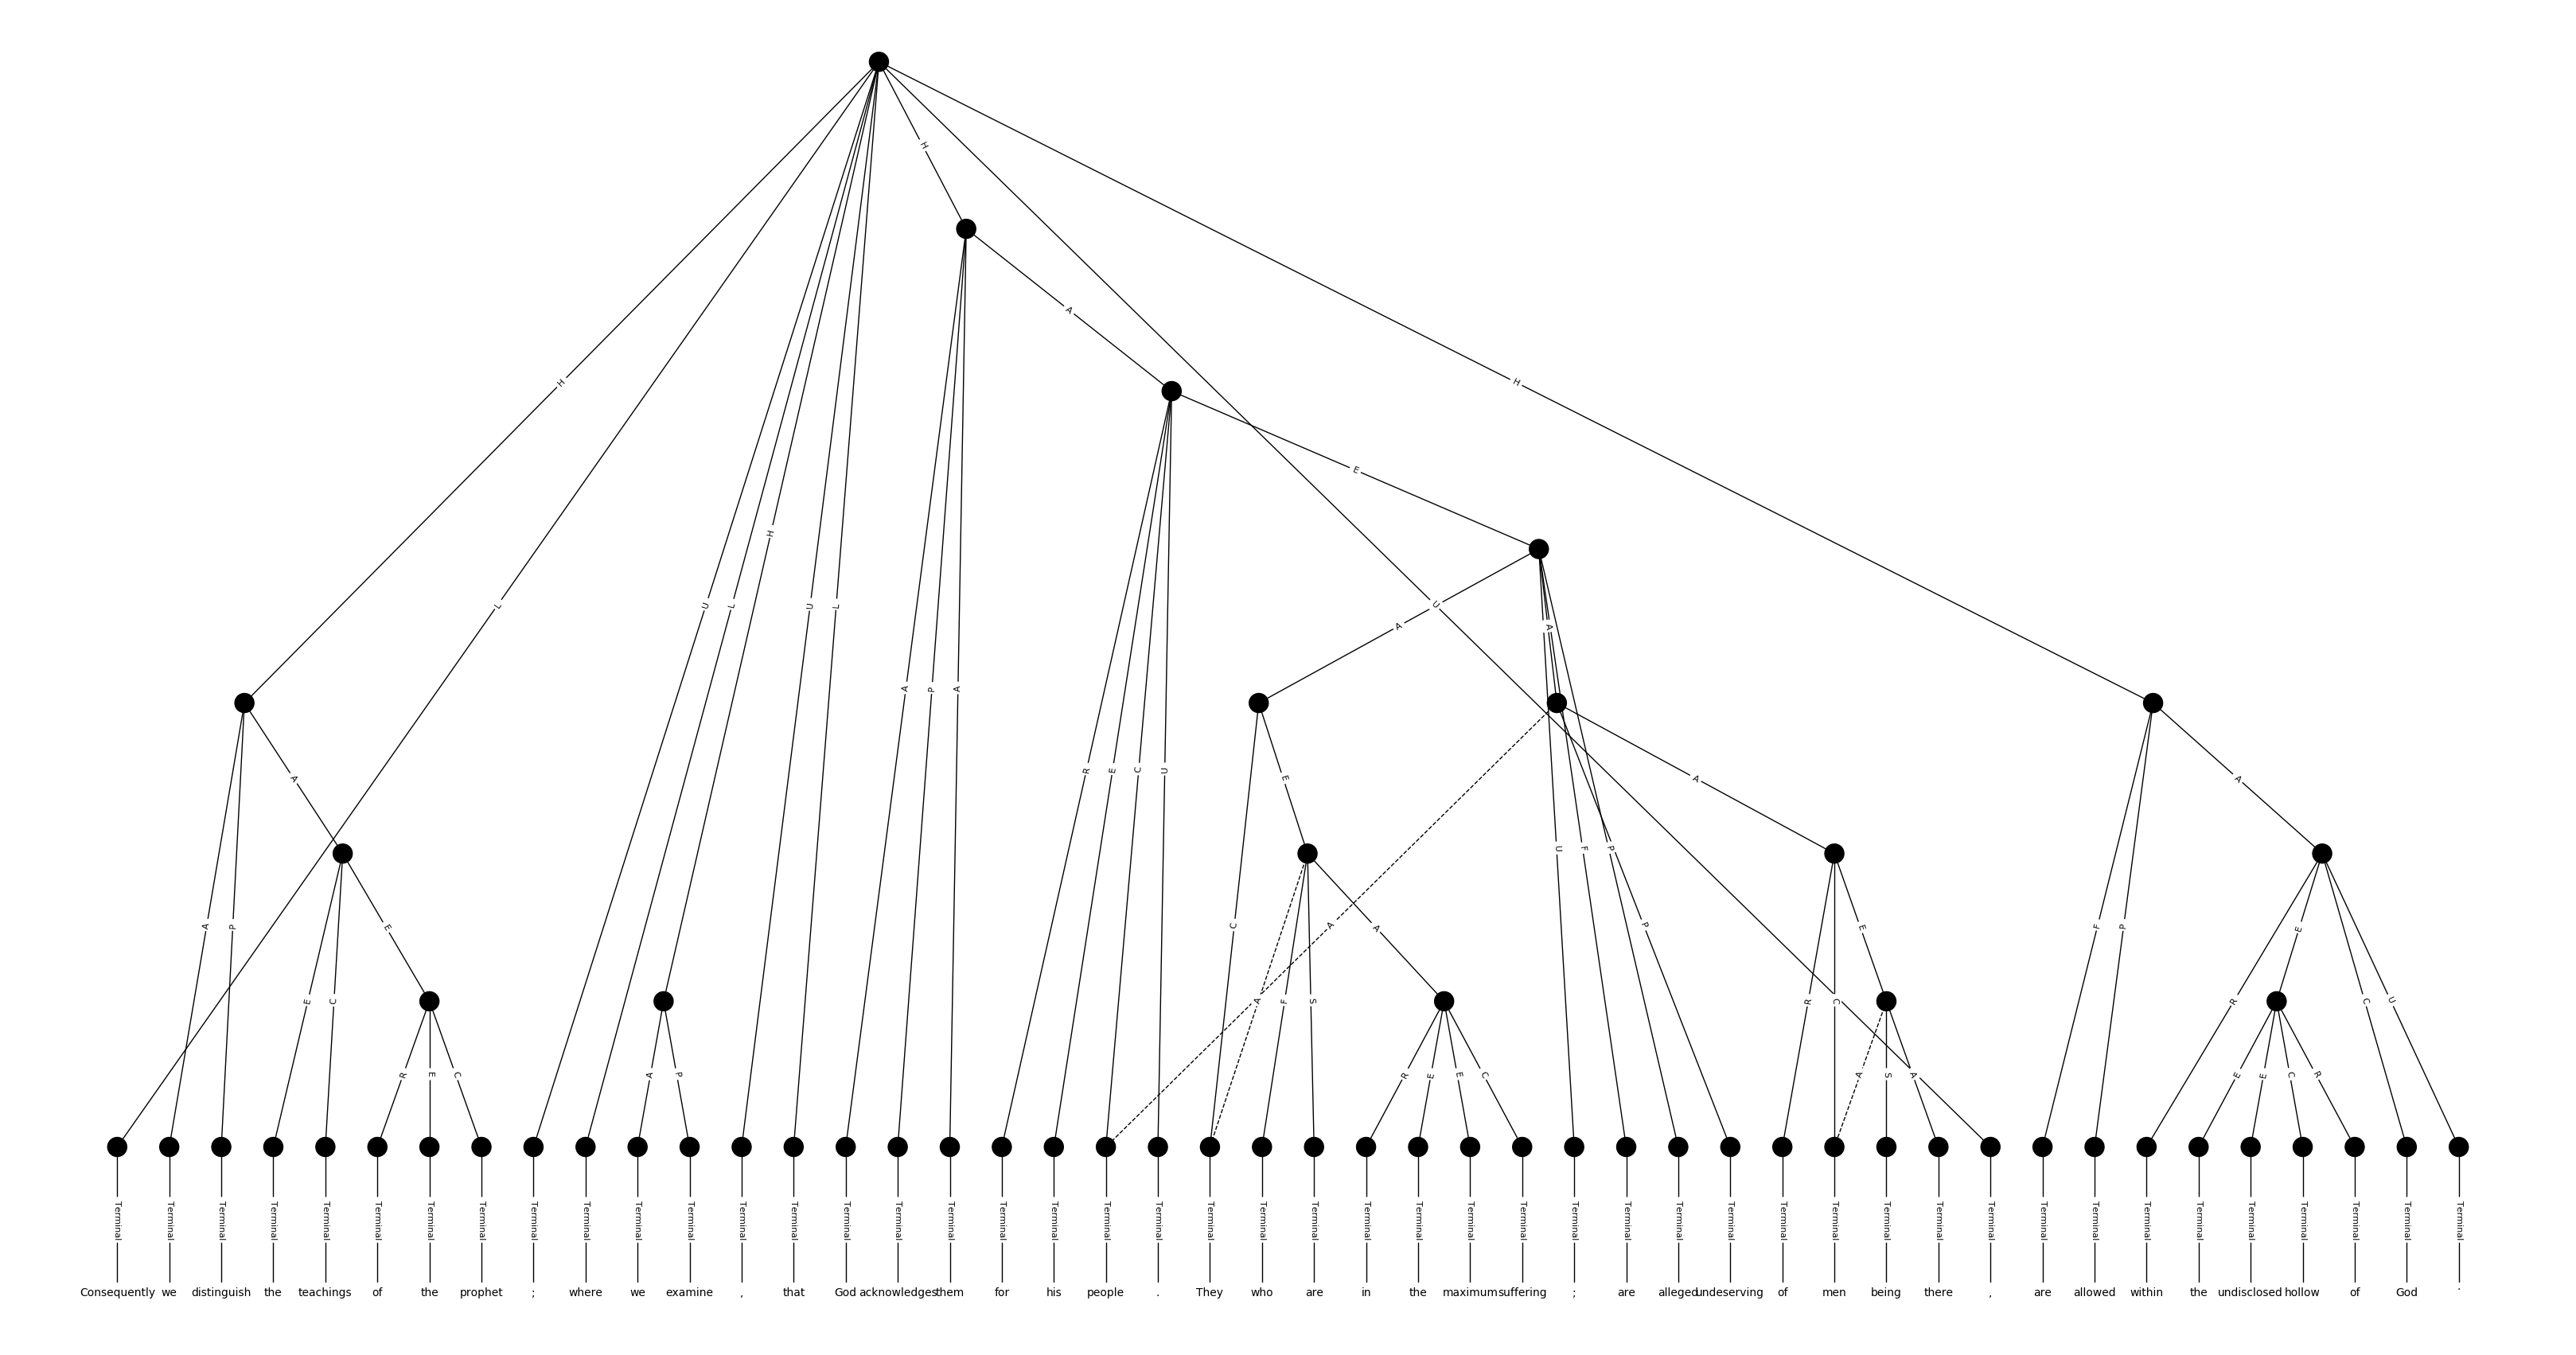 H
A
H H
E
H
L U L U L U
A A
A P A
R E C U
A E A A
U F P
A P E C A A P E F P E
E C A F S R C R C U
R E C A P R E E C A S A E E C R
Terminal Terminal Terminal Terminal Terminal Terminal Terminal Terminal Terminal Terminal Terminal Terminal Terminal Terminal Terminal Terminal Terminal Terminal Terminal Terminal Terminal Terminal Terminal Terminal Terminal Terminal Terminal Terminal Terminal Terminal Terminal Terminal Terminal Terminal Terminal Terminal Terminal Terminal Terminal Terminal Terminal Terminal Terminal Terminal Terminal Terminal
Consequently we distinguish the teachings of the prophet ; where we examine , that God acknowledges them for his people . They who are in the maximum suffering ; are alleged undeserving of men being there , are allowed within the undisclosed hollow of God .